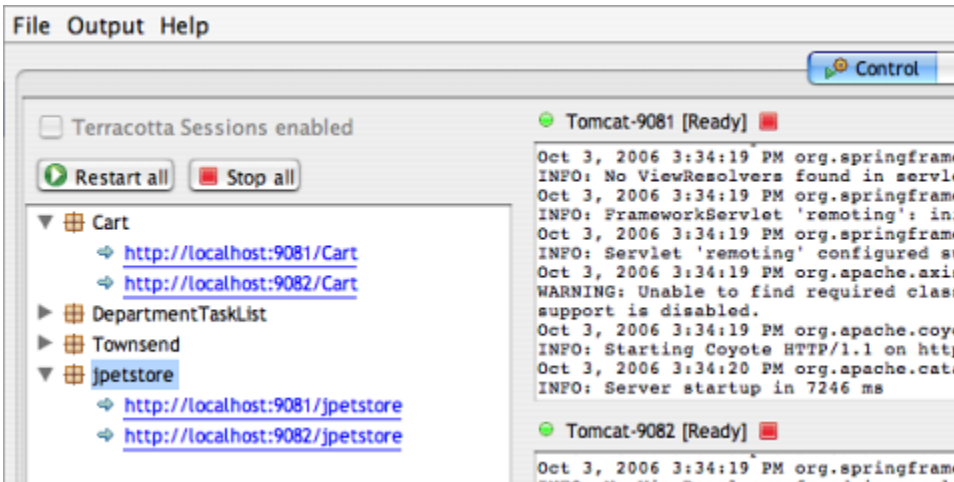 File Output Help
Control
Terracotta Sessions enabled
Restart all Stop all
Cart
http://localhost:9081/Cart
http://localhost:9082/Cart
DepartmentTaskList
Townsend
jpetstore
http://localhost:9081/jpetstore
http://localhost:9082/jpetstore
Tomcat-9081 [Ready]
Oct 3, 2006 3:34:19 PM org.springframe
INFO: No ViewResolvers found in servle
Oct 3, 2006 3:34:19 PM org.springframe
INFO: FrameworkServlet 'remoting': in
Oct 3, 2006 3:34:19 PM org.springframe
INFO: Servlet 'remoting' configured su
Oct 3, 2006 3:34:19 PM org.apache.axi
WARNING: Unable to find required class
support is disabled.
Oct 3, 2006 3:34:19 PM org.apache.coyo
INFO: Starting Coyote HTTP/1.1 on http
Oct 3, 2006 3:34:20 PM org.apache.cata
INFO: Server startup in 7246 ms
Tomcat-9082 [Ready]
Oct 3, 2006 3:34:19 PM org.springframe